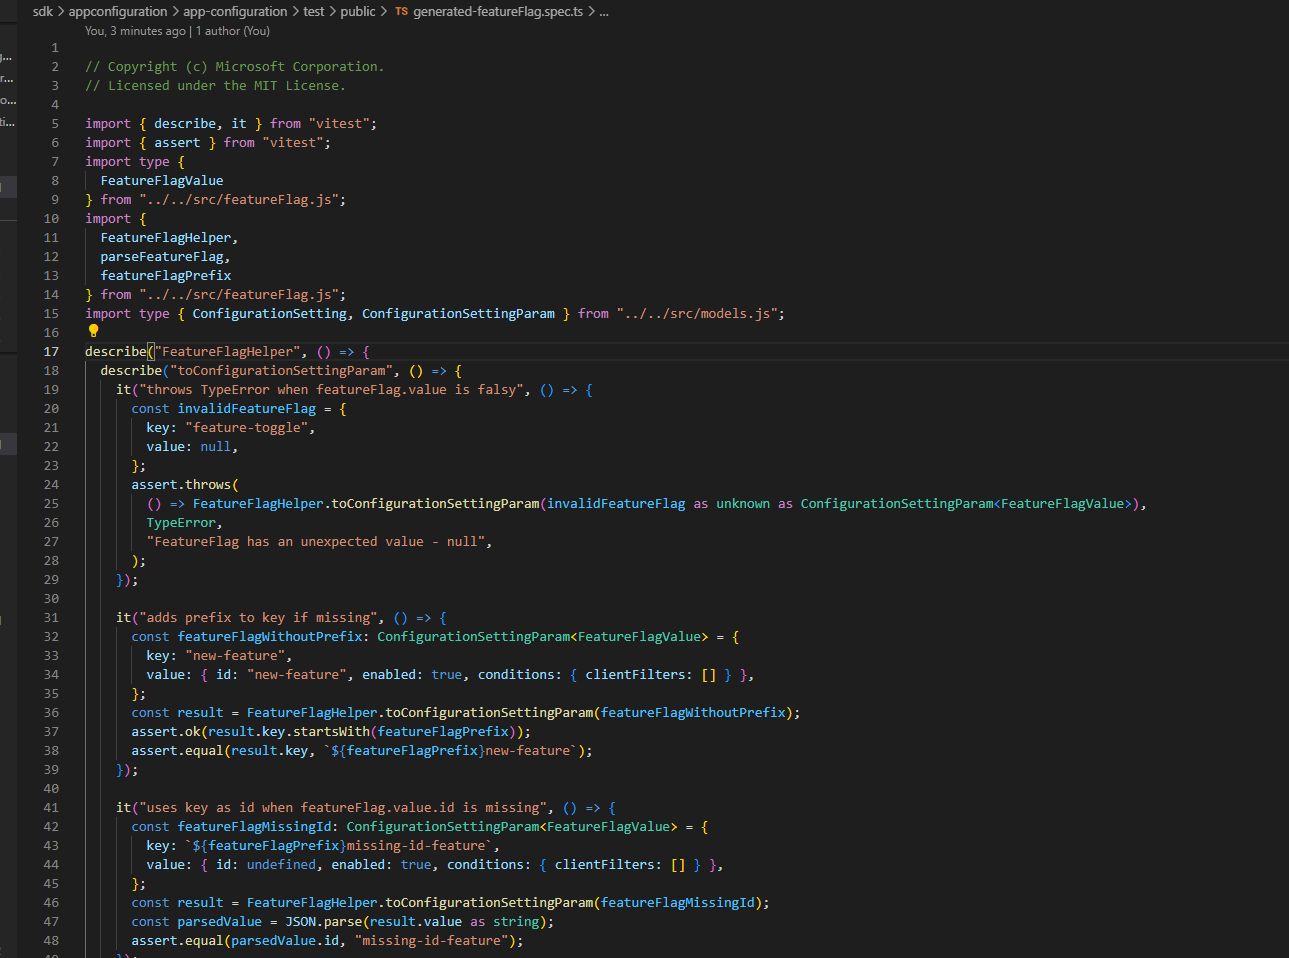 sdk > appconfiguration > app-configuration > test > public > TS generated-featureFlag.spec.ts > ...
You, 3 minutes ago | 1 author (You)
1
2 // Copyright (c) Microsoft Corporation.
3 // Licensed under the MIT License.
4
5 import { describe, it } from "vitest";
6 import { assert } from "vitest";
7 import type {
8   FeatureFlagValue
9 } from "../../src/featureFlag.js";
10 import {
11   FeatureFlagHelper,
12   parseFeatureFlag,
13   featureFlagPrefix
14 } from "../../src/featureFlag.js";
15 import type { ConfigurationSetting, ConfigurationSettingParam } from "../../src/models.js";
16
17 describe("FeatureFlagHelper", () => {
18   describe("toConfigurationSettingParam", () => {
19     it("throws TypeError when featureFlag.value is falsy", () => {
20       const invalidFeatureFlag = {
21         key: "feature-toggle",
22         value: null,
23       };
24       assert.throws(
25         () => FeatureFlagHelper.toConfigurationSettingParam(invalidFeatureFlag as unknown as ConfigurationSettingParam<FeatureFlagValue>),
26         TypeError,
27         "FeatureFlag has an unexpected value - null",
28       );
29     });
30
31     it("adds prefix to key if missing", () => {
32       const featureFlagWithoutPrefix: ConfigurationSettingParam<FeatureFlagValue> = {
33         key: "new-feature",
34         value: { id: "new-feature", enabled: true, conditions: { clientFilters: [] } },
35       };
36       const result = FeatureFlagHelper.toConfigurationSettingParam(featureFlagWithoutPrefix);
37       assert.ok(result.key.startsWith(featureFlagPrefix));
38       assert.equal(result.key, `${featureFlagPrefix}new-feature`);
39     });
40
41     it("uses key as id when featureFlag.value.id is missing", () => {
42       const featureFlagMissingId: ConfigurationSettingParam<FeatureFlagValue> = {
43         key: `${featureFlagPrefix}missing-id-feature`,
44         value: { id: undefined, enabled: true, conditions: { clientFilters: [] } },
45       };
46       const result = FeatureFlagHelper.toConfigurationSettingParam(featureFlagMissingId);
47       const parsedValue = JSON.parse(result.value as string);
48       assert.equal(parsedValue.id, "missing-id-feature");